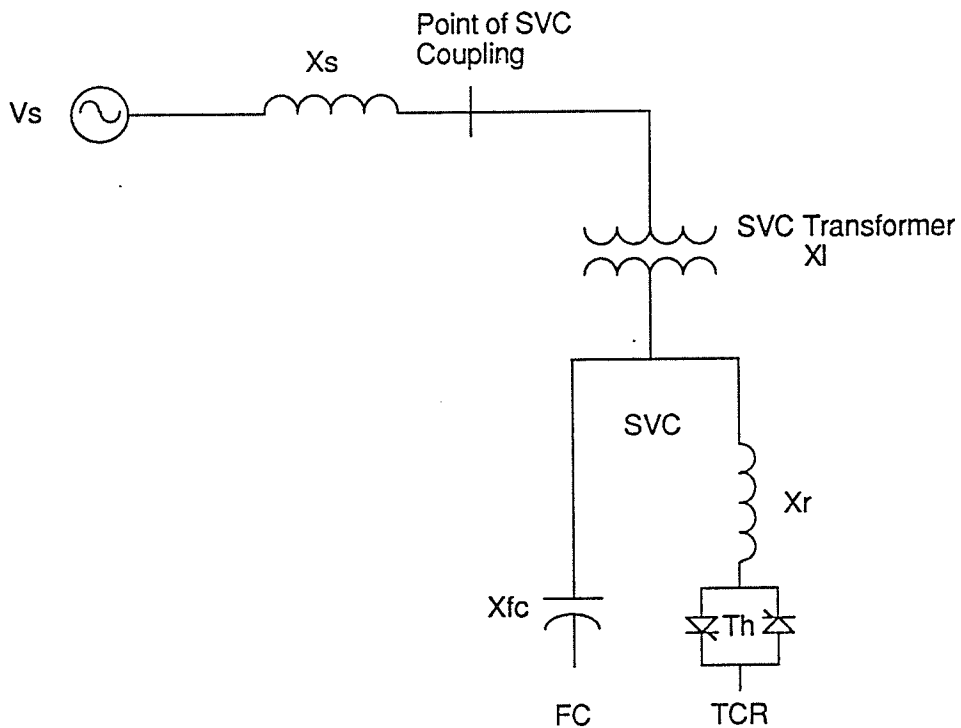 Point of SVC
Coupling
Xs
Vs
SVC Transformer
Xl
SVC
Xr
Xfc
Th
FC
TCR